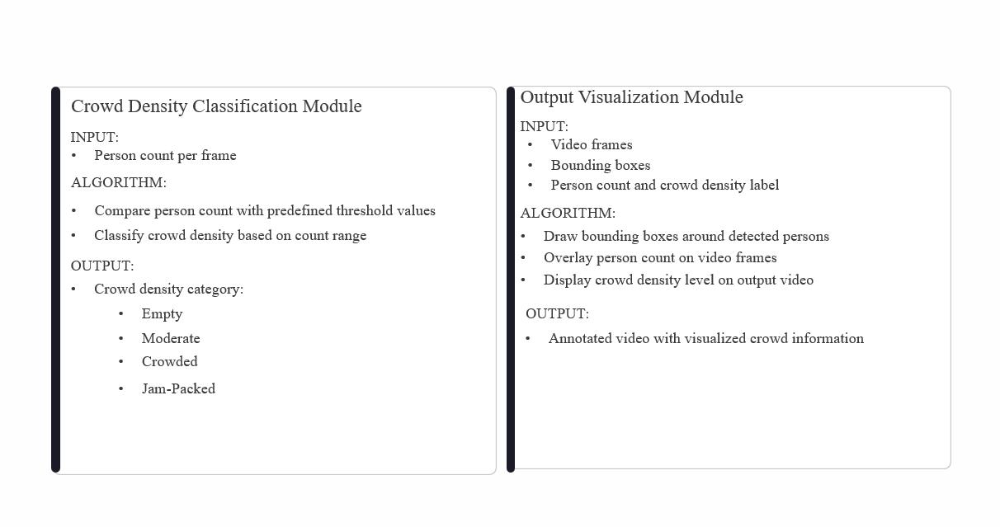 Crowd Density Classification Module
INPUT:
• Person count per frame
ALGORITHM:
• Compare person count with predefined threshold values
• Classify crowd density based on count range
OUTPUT:
• Crowd density category:
• Empty
• Moderate
• Crowded
• Jam-Packed
Output Visualization Module
INPUT:
• Video frames
• Bounding boxes
• Person count and crowd density label
ALGORITHM:
• Draw bounding boxes around detected persons
• Overlay person count on video frames
• Display crowd density level on output video
OUTPUT:
• Annotated video with visualized crowd information